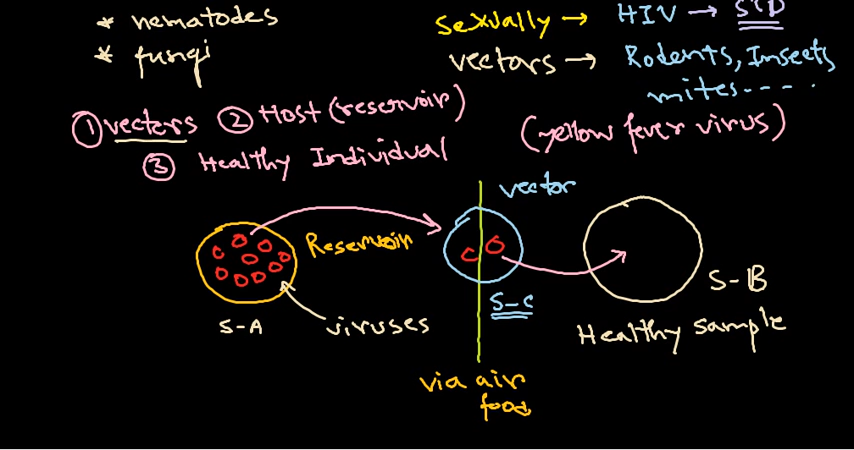 * nematodes
* fungi
Sexually → HIV → STD
vectors → Rodents, Insects,
mites----.
① vectors ② Host (reservoir)
③ Healthy Individual
(yellow fever virus)
vector
Reservoir
S-A
viruses
S-C
S-B
Healthy sample
via air
food